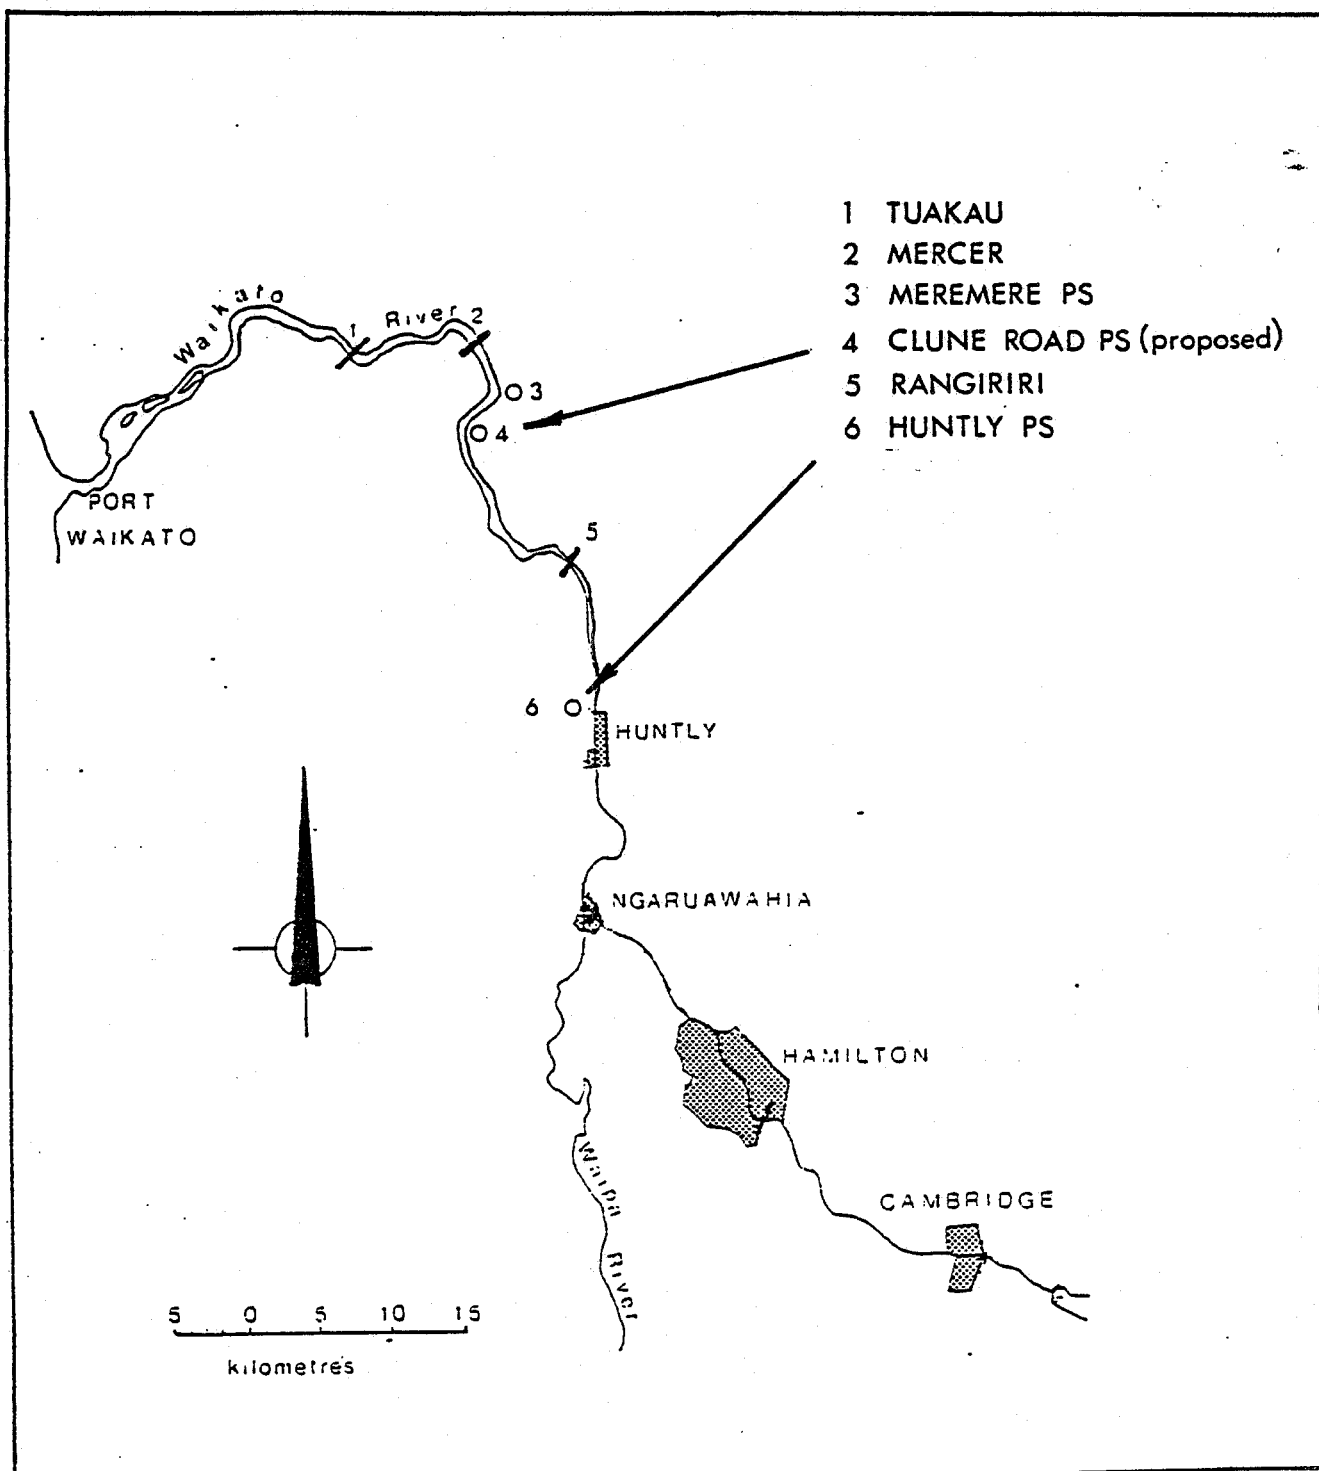 1 TUAKAU
2 MERCER
3 MEREMERE PS
4 CLUNE ROAD PS (proposed)
5 RANGIRIRI
6 HUNTLY PS
Waikato River
1
2
3
4
5
6
PORT
WAIKATO
HUNTLY
NGARUAWAHIA
HAMILTON
CAMBRIDGE
Waipa River
5 0 5 10 15
kilometres